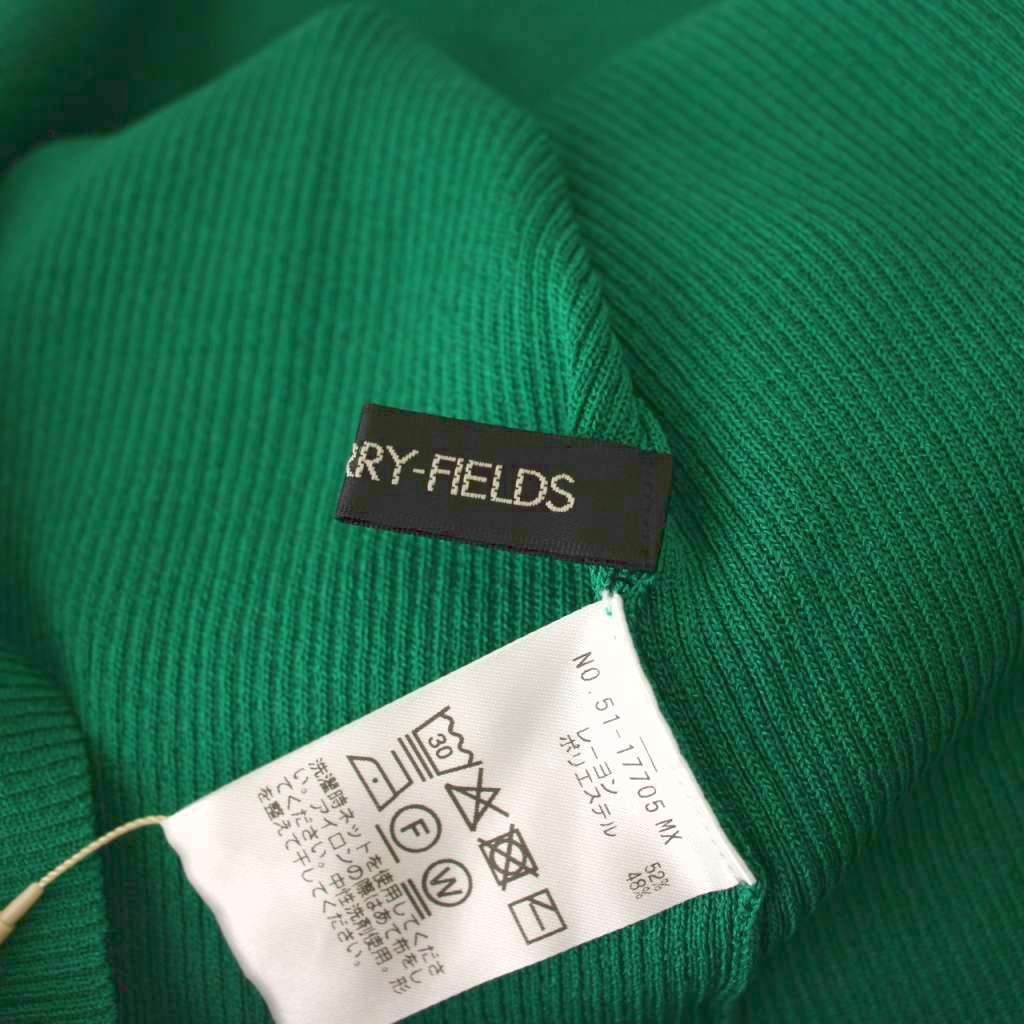 RRY-FIELDS
NO.51-17705 MX
レーヨン 52%
ポリエステル 48%
30
F
W
洗濯時ネットを使用してくださ
い。アイロンの際はあて布をし
てください。中性洗剤使用。形
を整えて干してください。